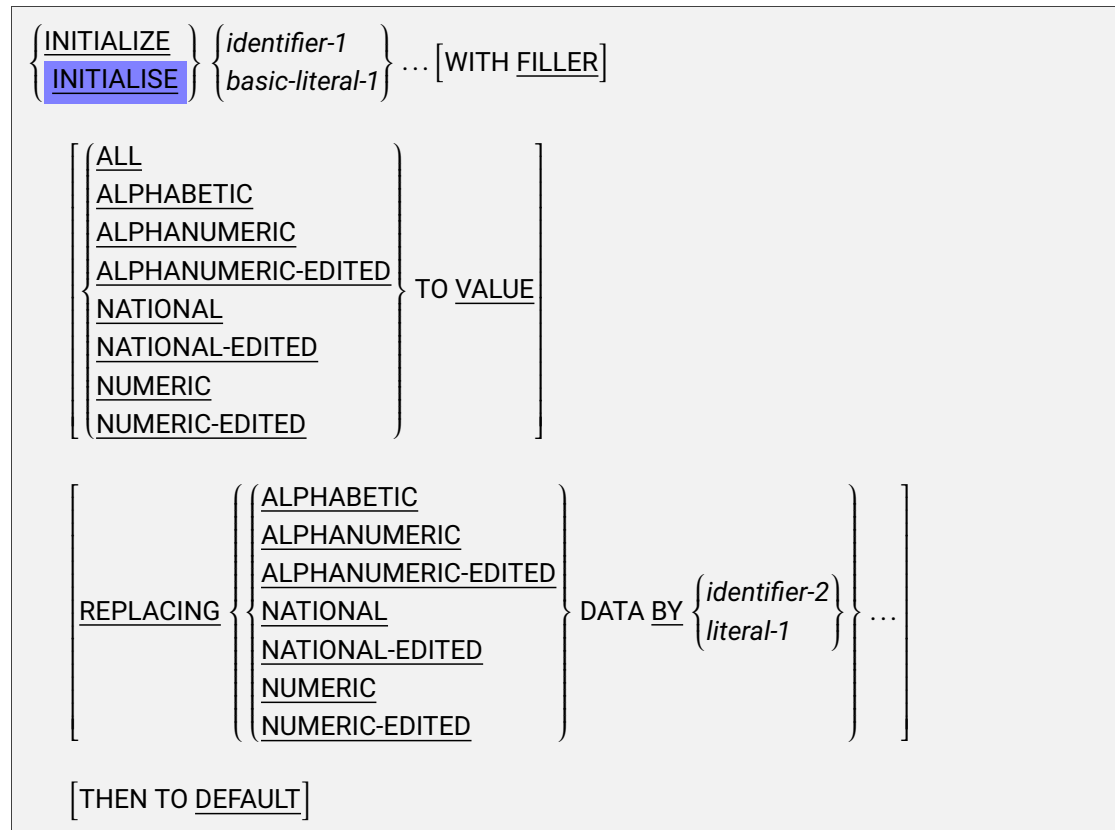 INITIALIZE identifier-1
INITIALISE basic-literal-1 ... [WITH FILLER]
ALL
ALPHABETIC
ALPHANUMERIC
ALPHANUMERIC-EDITED
NATIONAL TO VALUE
NATIONAL-EDITED
NUMERIC
NUMERIC-EDITED
ALPHABETIC
ALPHANUMERIC
ALPHANUMERIC-EDITED
REPLACING NATIONAL DATA BY identifier-2 literal-1 ...
NATIONAL-EDITED
NUMERIC
NUMERIC-EDITED
[THEN TO DEFAULT]